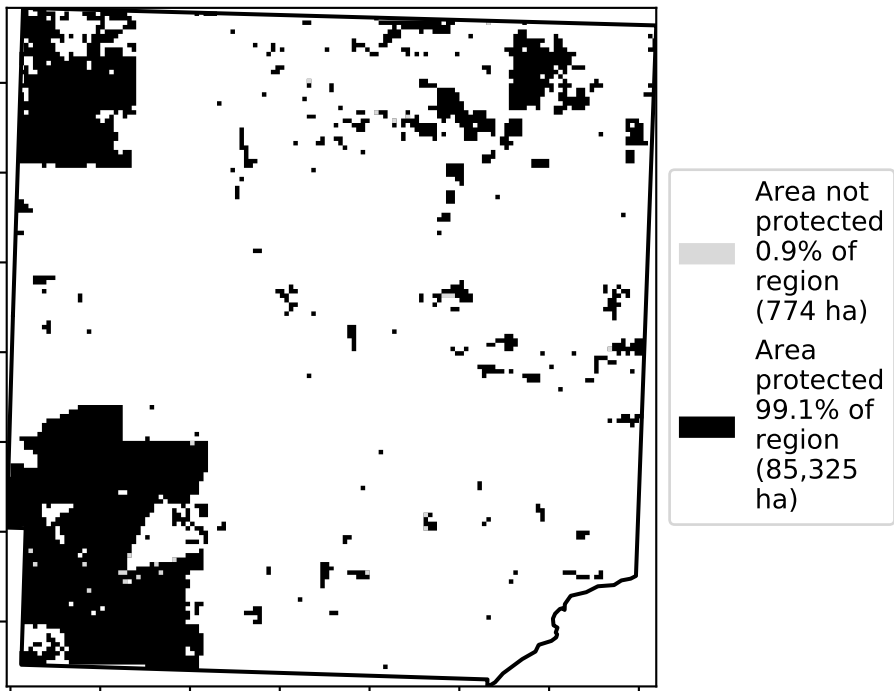 Area not
protected
0.9% of
region
(774 ha)
Area
protected
99.1% of
region
(85,325
ha)